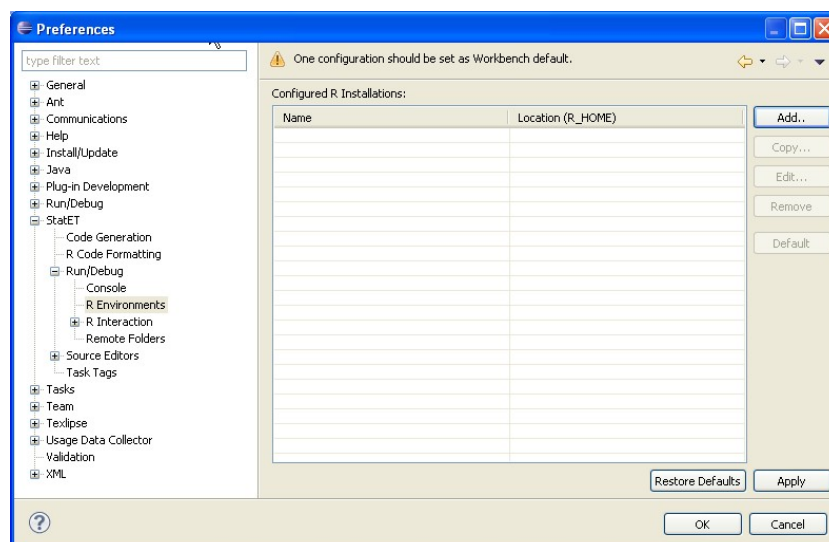 Preferences
type filter text
One configuration should be set as Workbench default.
General
Ant
Communications
Help
Install/Update
Java
Plug-in Development
Run/Debug
StatET
Code Generation
R Code Formatting
Run/Debug
Console
R Environments
R Interaction
Remote Folders
Source Editors
Task Tags
Tasks
Team
Texlipse
Usage Data Collector
Validation
XML
Configured R Installations:
Name Location (R_HOME)
Add..
Copy...
Edit...
Remove
Default
Restore Defaults Apply
? OK Cancel